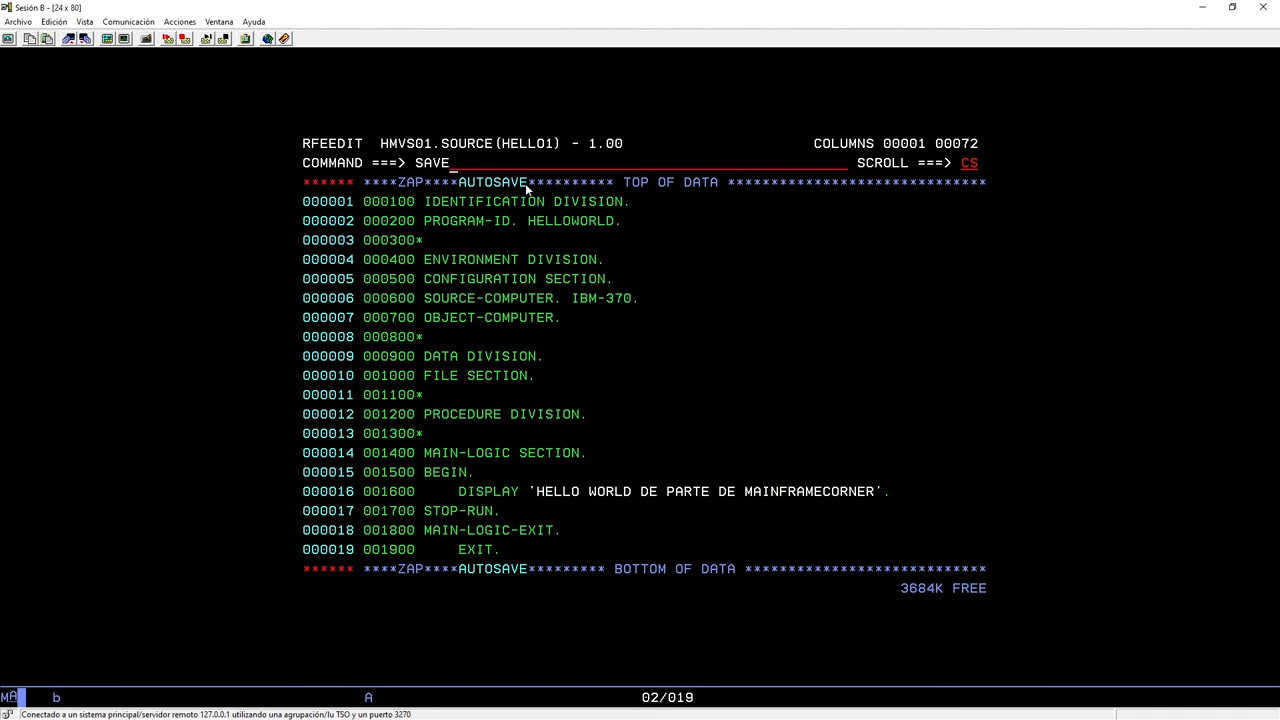 Sesión B - [24 x 80]
Archivo Edición Vista Comunicación Acciones Ventana Ayuda
RFEEDIT  HMVS01.SOURCE(HELLO1) - 1.00 COLUMNS 00001 00072
COMMAND ===> SAVE SCROLL ===> CS
****** ****ZAP****AUTOSAVE********** TOP OF DATA ******************************
000001 000100 IDENTIFICATION DIVISION.
000002 000200 PROGRAM-ID. HELLOWORLD.
000003 000300*
000004 000400 ENVIRONMENT DIVISION.
000005 000500 CONFIGURATION SECTION.
000006 000600 SOURCE-COMPUTER. IBM-370.
000007 000700 OBJECT-COMPUTER.
000008 000800*
000009 000900 DATA DIVISION.
000010 001000 FILE SECTION.
000011 001100*
000012 001200 PROCEDURE DIVISION.
000013 001300*
000014 001400 MAIN-LOGIC SECTION.
000015 001500 BEGIN.
000016 001600     DISPLAY 'HELLO WORLD DE PARTE DE MAINFRAMECORNER'.
000017 001700 STOP-RUN.
000018 001800 MAIN-LOGIC-EXIT.
000019 001900     EXIT.
****** ****ZAP****AUTOSAVE********* BOTTOM OF DATA ****************************
3684K FREE
MA b A 02/019
Conectado a un sistema principal/servidor remoto 127.0.0.1 utilizando una agrupación/lu TSO y un puerto 3270